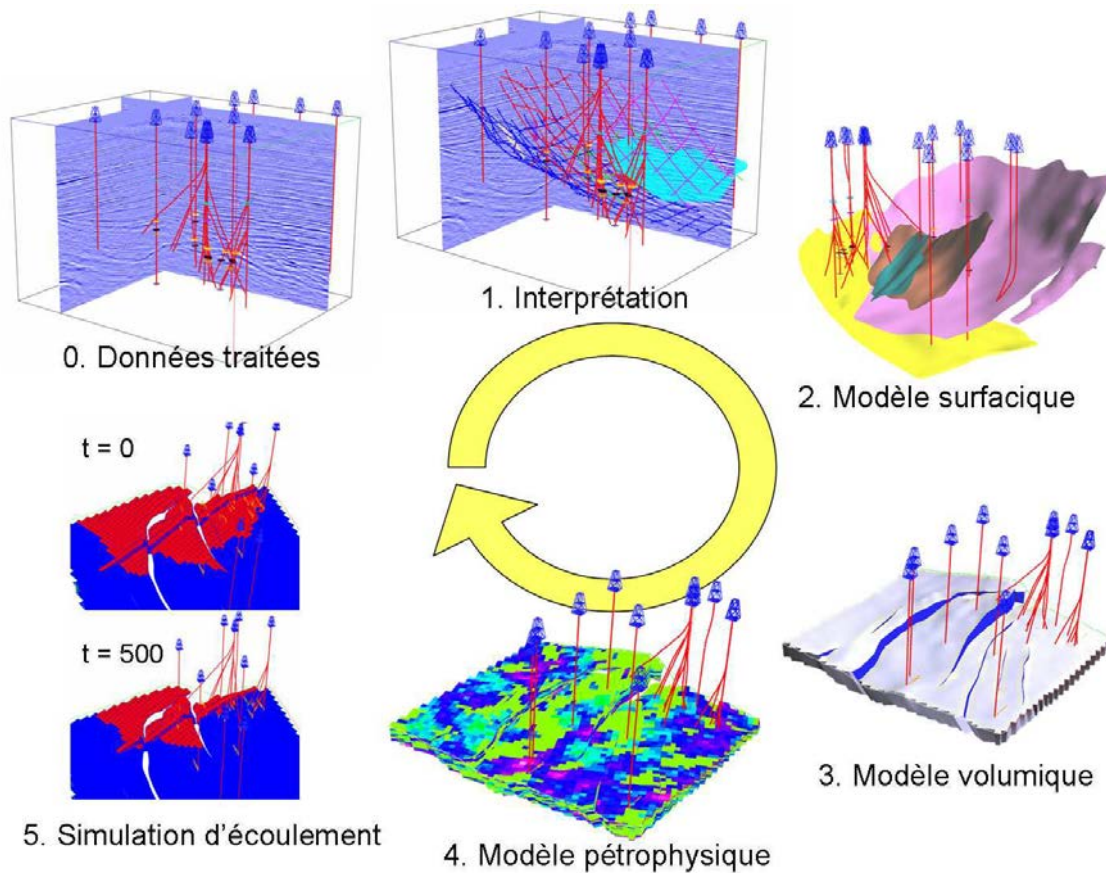 0. Données traitées
1. Interprétation
2. Modèle surfacique
3. Modèle volumique
4. Modèle pétrophysique
t = 0
t = 500
5. Simulation d'écoulement